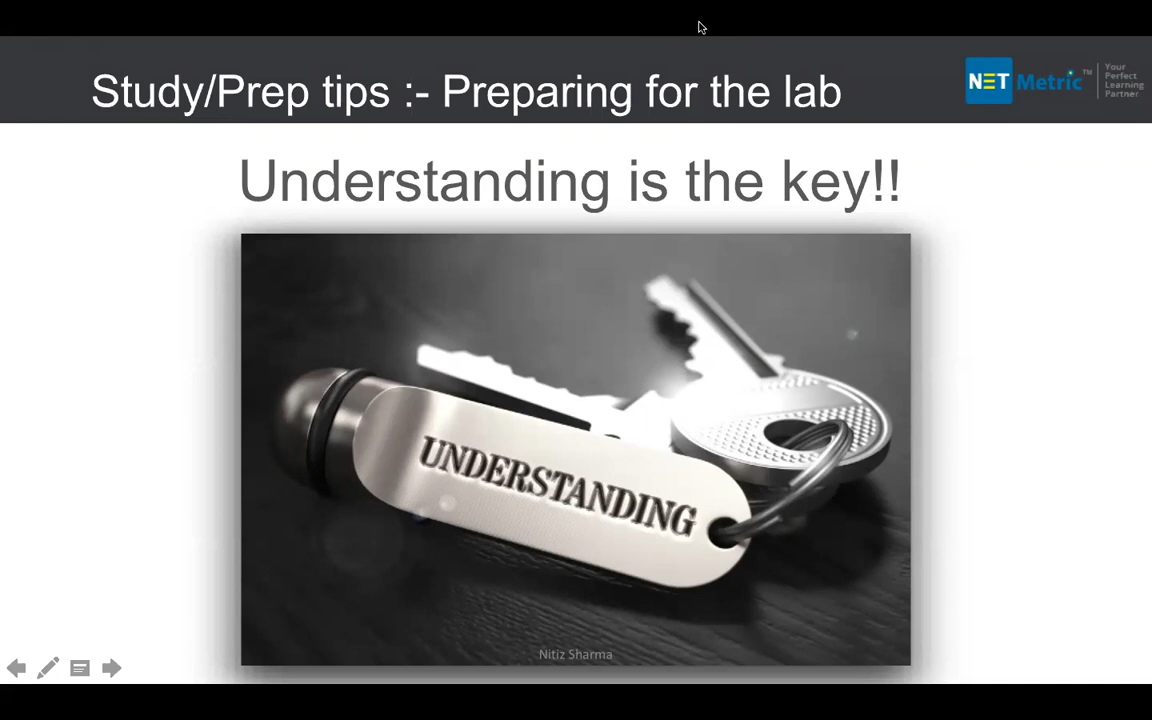 Study/Prep tips :- Preparing for the lab
NET Metric™
Your
Perfect
Learning
Partner
Understanding is the key!!
UNDERSTANDING
Nitiz Sharma